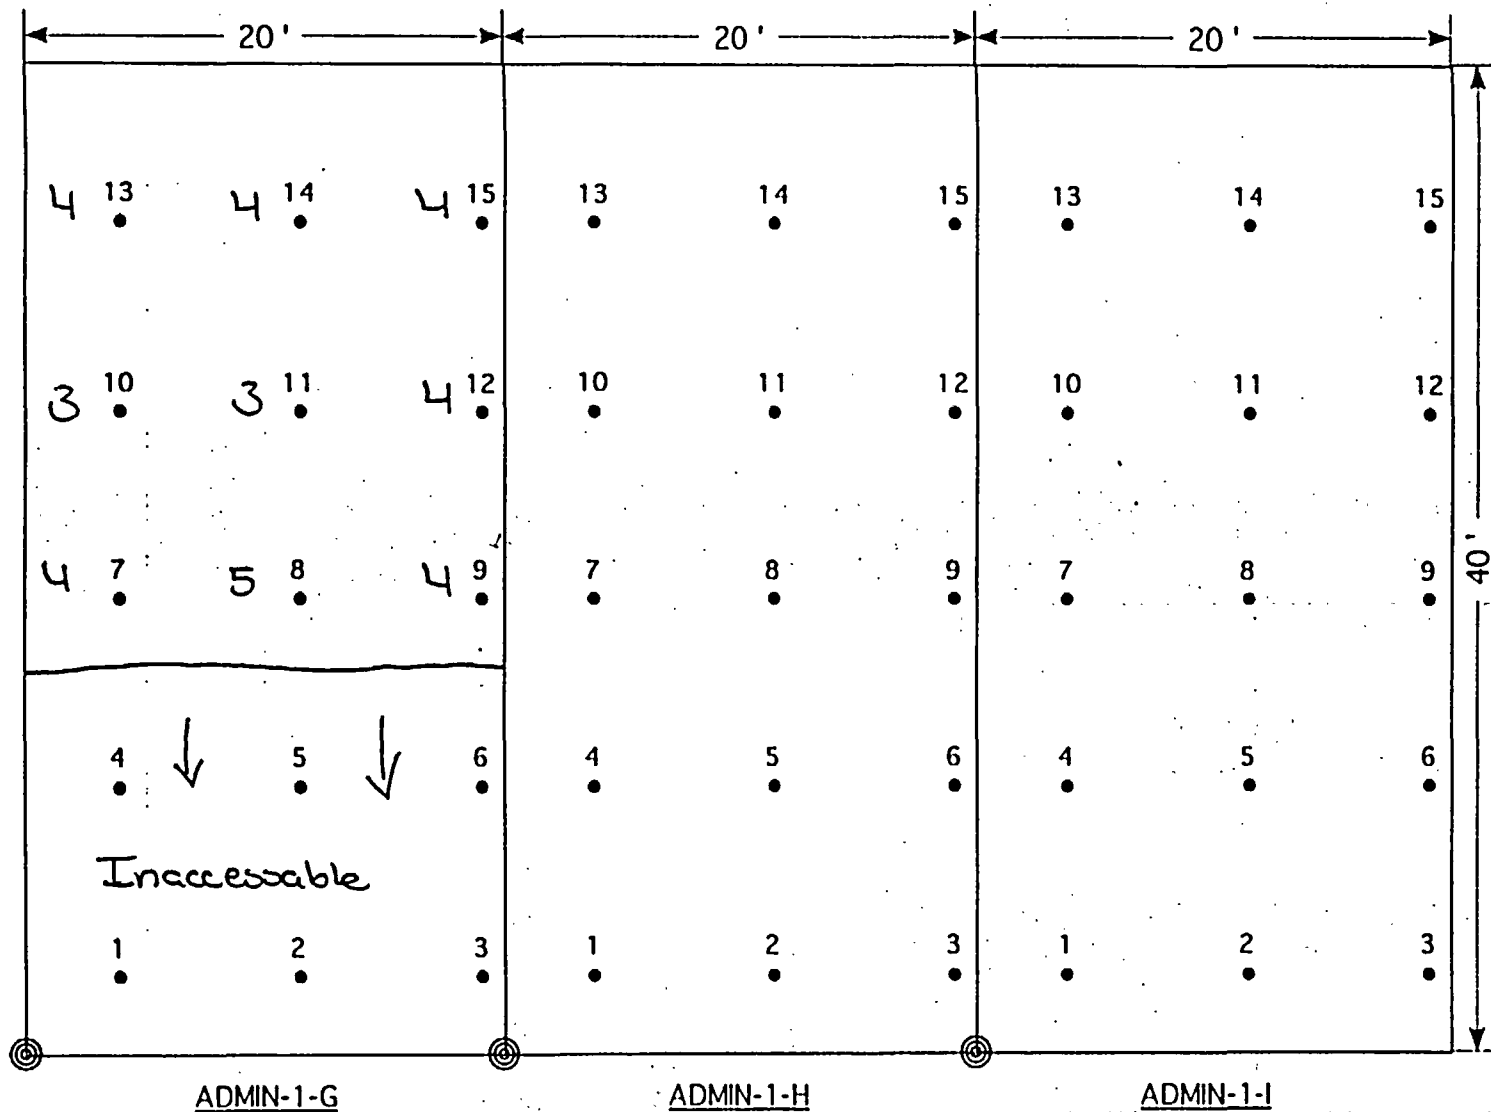 20' 20' 20'
4 13 4 14 4 15 13 14 15 13 14 15
3 10 3 11 4 12 10 11 12 10 11 12
4 7 5 8 4 9 7 8 9 7 8 9
40'
4 5 6 4 5 6 4 5 6
Inaccessable
1 2 3 1 2 3 1 2 3
ADMIN-1-G ADMIN-1-H ADMIN-1-I